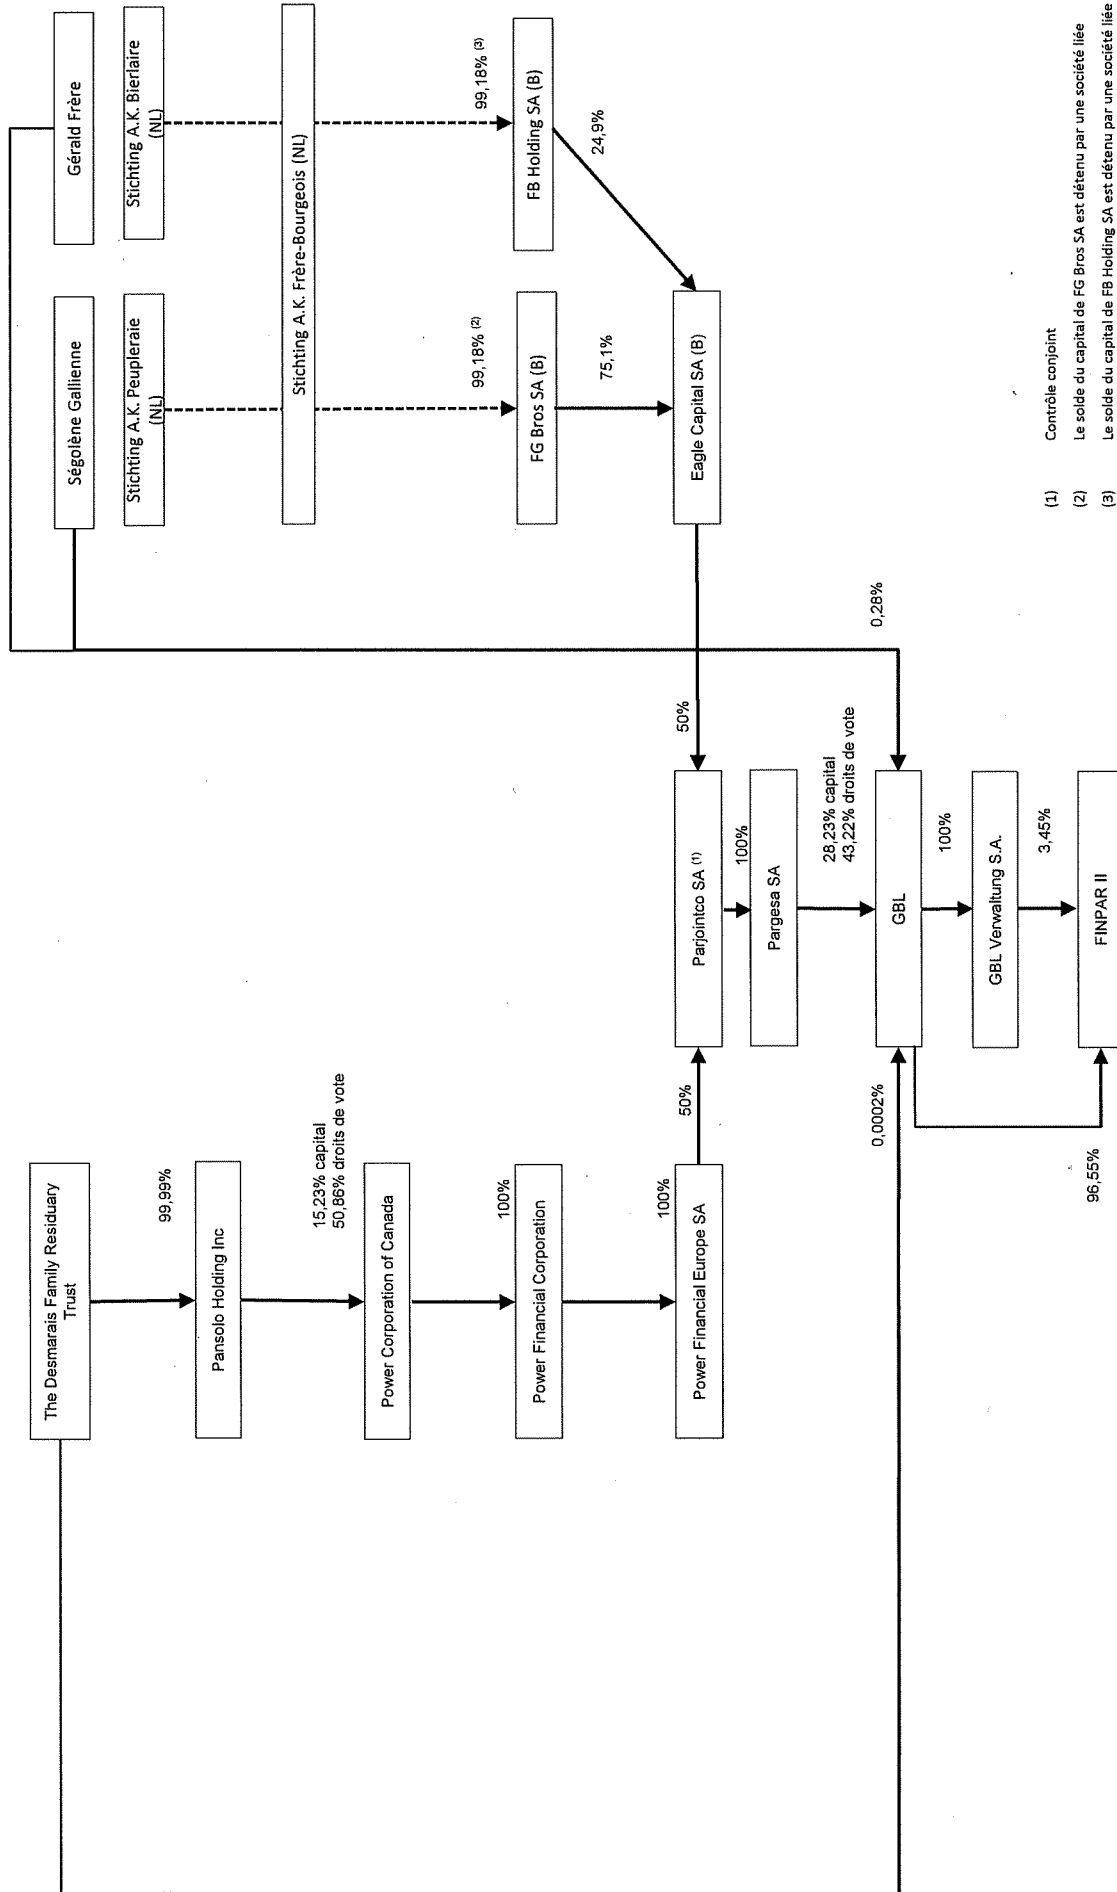 The Desmarais Family Residuary
Trust
99,99%
Pansolo Holding Inc
15,23% capital
50,86% droits de vote
Power Corporation of Canada
100%
Power Financial Corporation
100%
Power Financial Europe SA
50%
Ségolène Gallienne
Gérald Frère
Stichting A.K. Peupleraie
(NL)
Stichting A.K. Bierlaire
(NL)
Stichting A.K. Frère-Bourgeois (NL)
99,18% (2)
99,18% (3)
FG Bros SA (B)
FB Holding SA (B)
75,1%
24,9%
Eagle Capital SA (B)
50%
Parjointco SA (1)
100%
Pargesa SA
28,23% capital
43,22% droits de vote
0,0002%
0,28%
GBL
100%
GBL Verwaltung S.A.
3,45%
96,55%
FINPAR II
(1) Contrôle conjoint
(2) Le solde du capital de FG Bros SA est détenu par une société liée
(3) Le solde du capital de FB Holding SA est détenu par une société liée